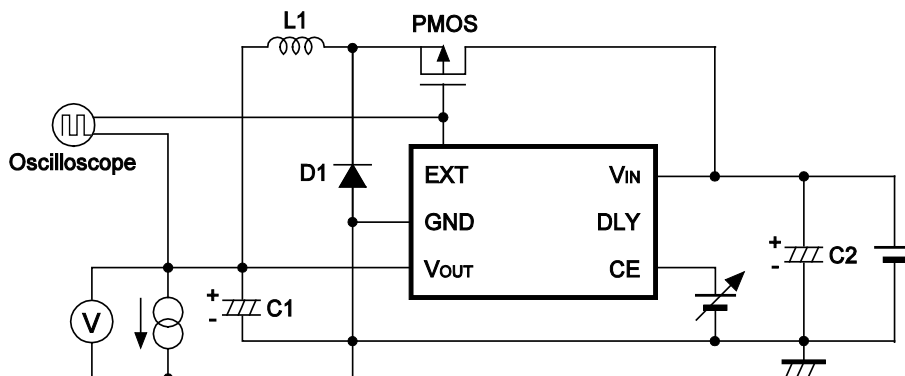 L1
PMOS
Oscilloscope
D1
EXT
VIN
GND
DLY
VOUT
CE
+
-
C1
+
-
C2
V